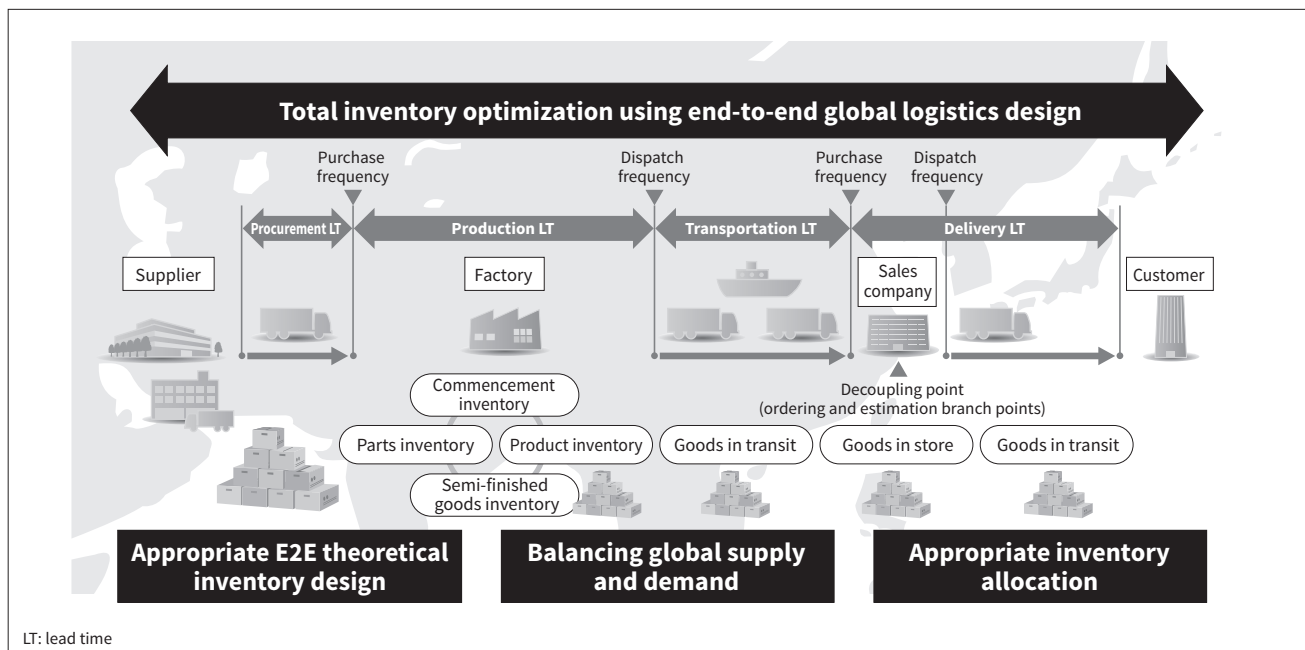 Total inventory optimization using end-to-end global logistics design
Purchase
frequency
Dispatch
frequency
Purchase
frequency
Dispatch
frequency
Procurement LT
Production LT
Transportation LT
Delivery LT
Supplier
Factory
Sales
company
Customer
Decoupling point
(ordering and estimation branch points)
Commencement
inventory
Parts inventory
Product inventory
Goods in transit
Goods in store
Goods in transit
Semi-finished
goods inventory
Appropriate E2E theoretical
inventory design
Balancing global supply
and demand
Appropriate inventory
allocation
LT: lead time